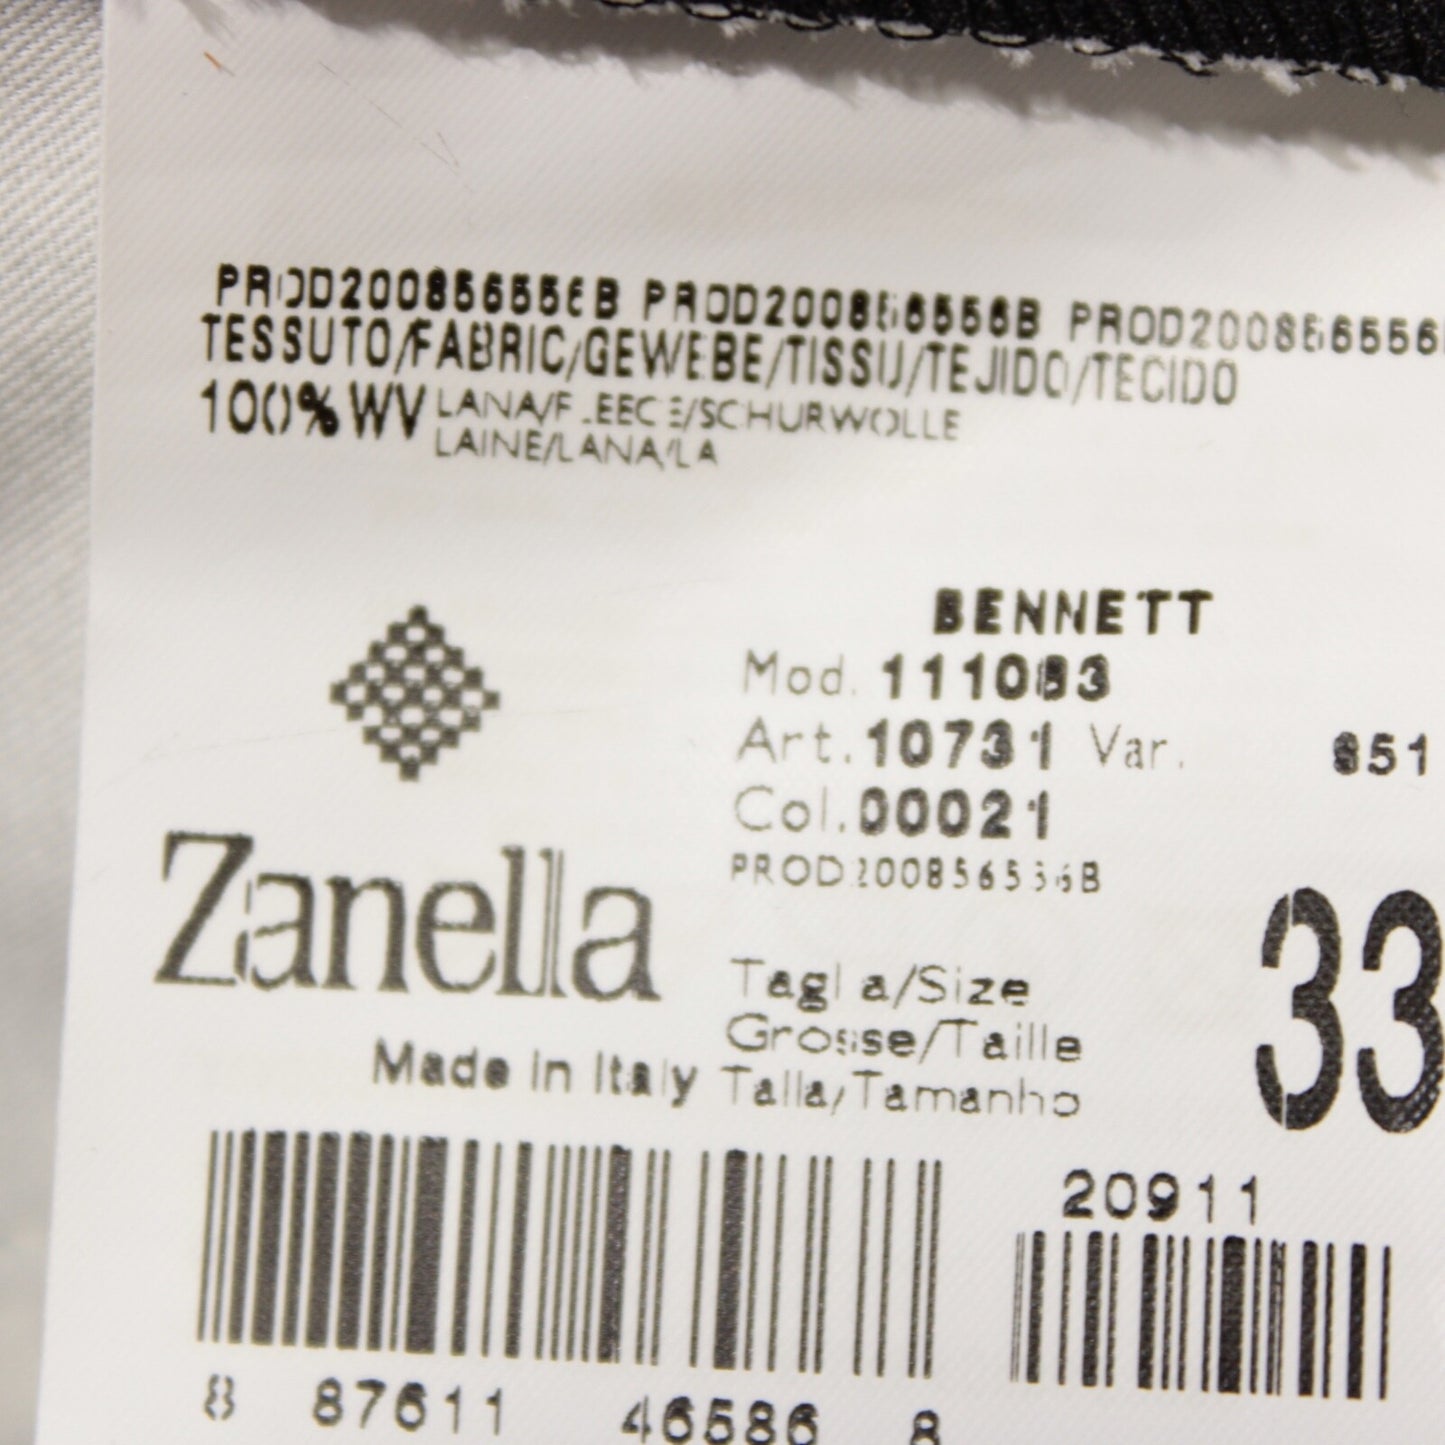 PROD200856556B PROD200856556B PROD200856556
TESSUTO/FABRIC/GEWEBE/TISSU/TEJIDO/TECIDO
100% WV LANA/FLEECE/SCHURWOLLE
LAINE/LANA/LA
BENNETT
Mod. 111083
Art. 10731 Var. 851
Col. 00021
PROD200856556B
Zanella
Made in Italy
Taglia/Size
Grosse/Taille
Talla/Tamanho
33
20911
8 87611 46586 8